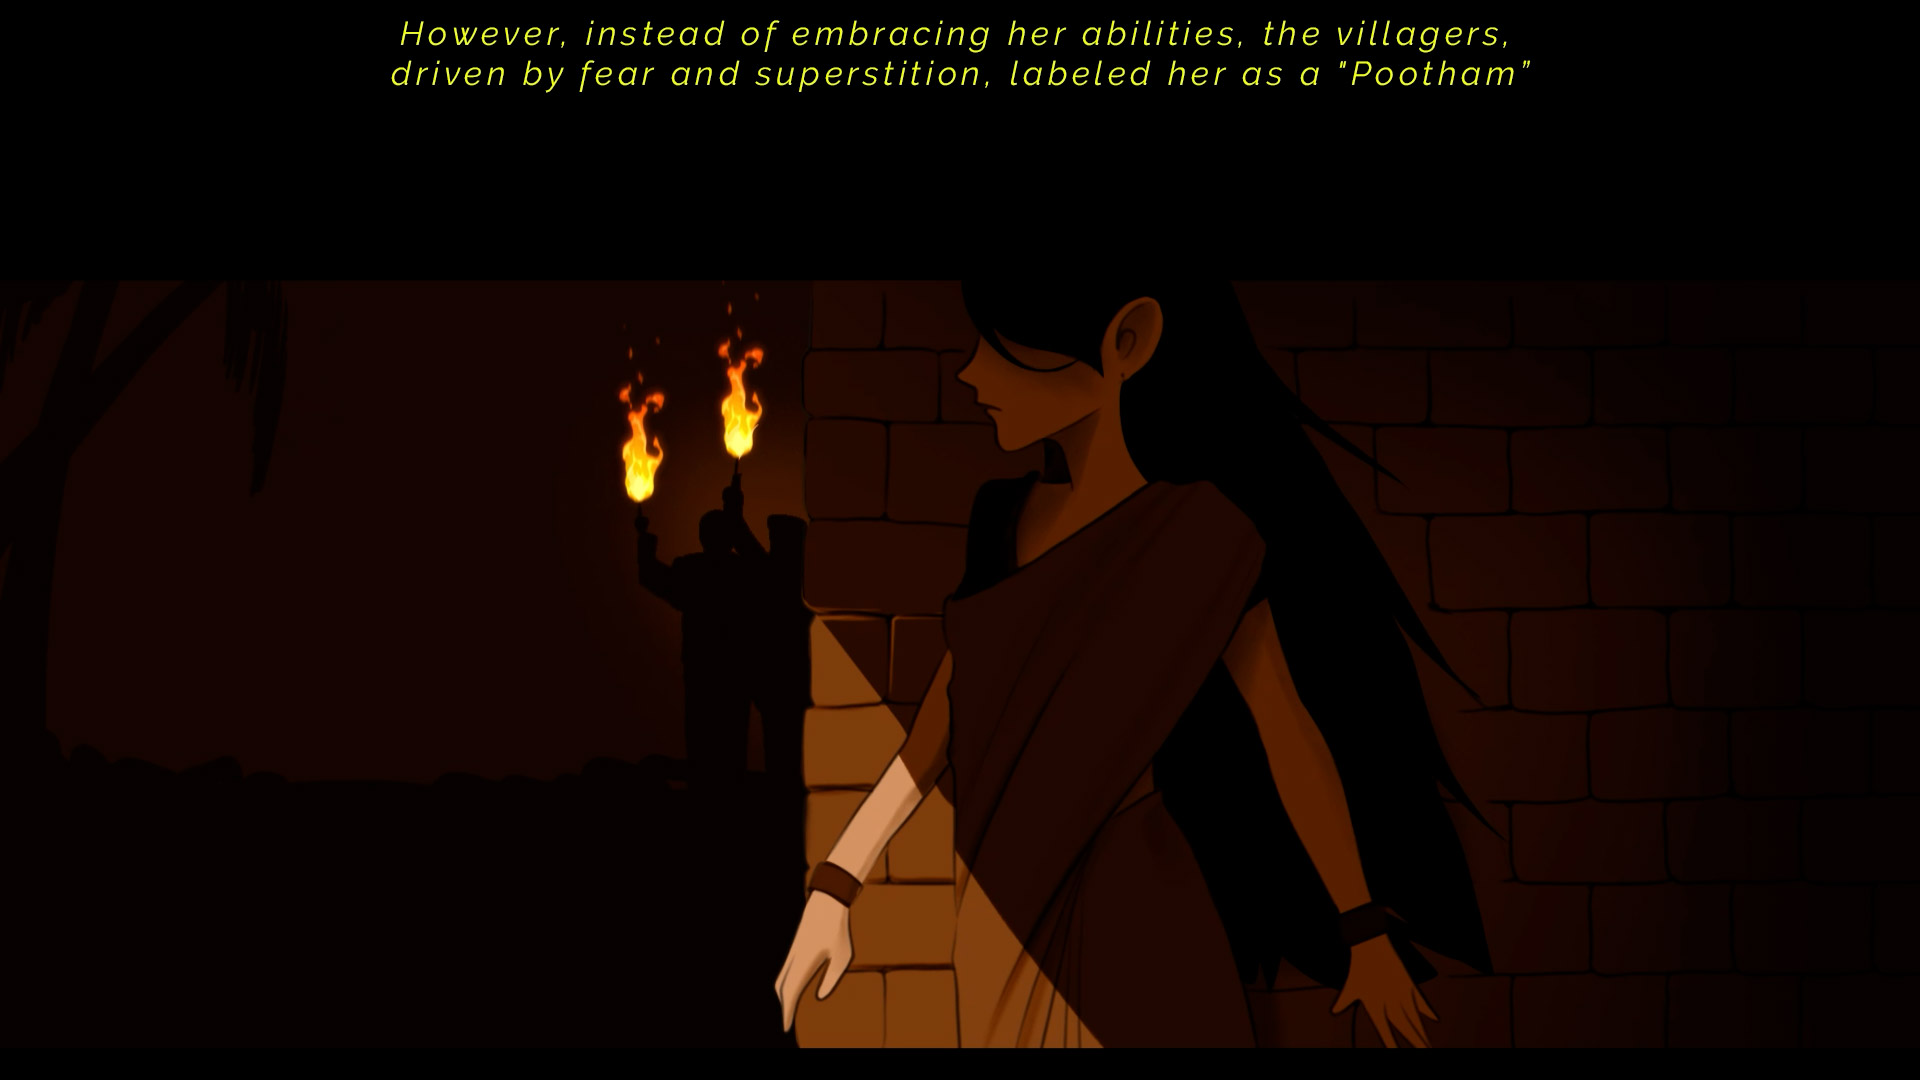 However, instead of embracing her abilities, the villagers,
driven by fear and superstition, labeled her as a "Pootham”